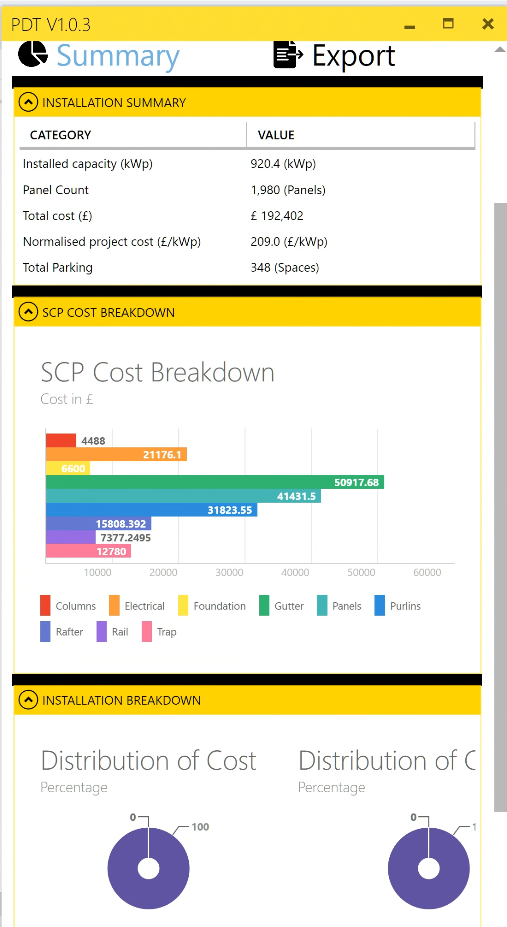 PDT V1.0.3
Summary Export
INSTALLATION SUMMARY
CATEGORY VALUE
Installed capacity (kWp) 920.4 (kWp)
Panel Count 1,980 (Panels)
Total cost (£) £ 192,402
Normalised project cost (£/kWp) 209.0 (£/kWp)
Total Parking 348 (Spaces)
SCP COST BREAKDOWN
SCP Cost Breakdown
Cost in £
4488
21176.1
6600
50917.68
41431.5
31823.55
15808.392
7377.2495
12780
10000 20000 30000 40000 50000 60000
Columns Electrical Foundation Gutter Panels Purlins
Rafter Rail Trap
INSTALLATION BREAKDOWN
Distribution of Cost Distribution of C
Percentage Percentage
0 100 0 1